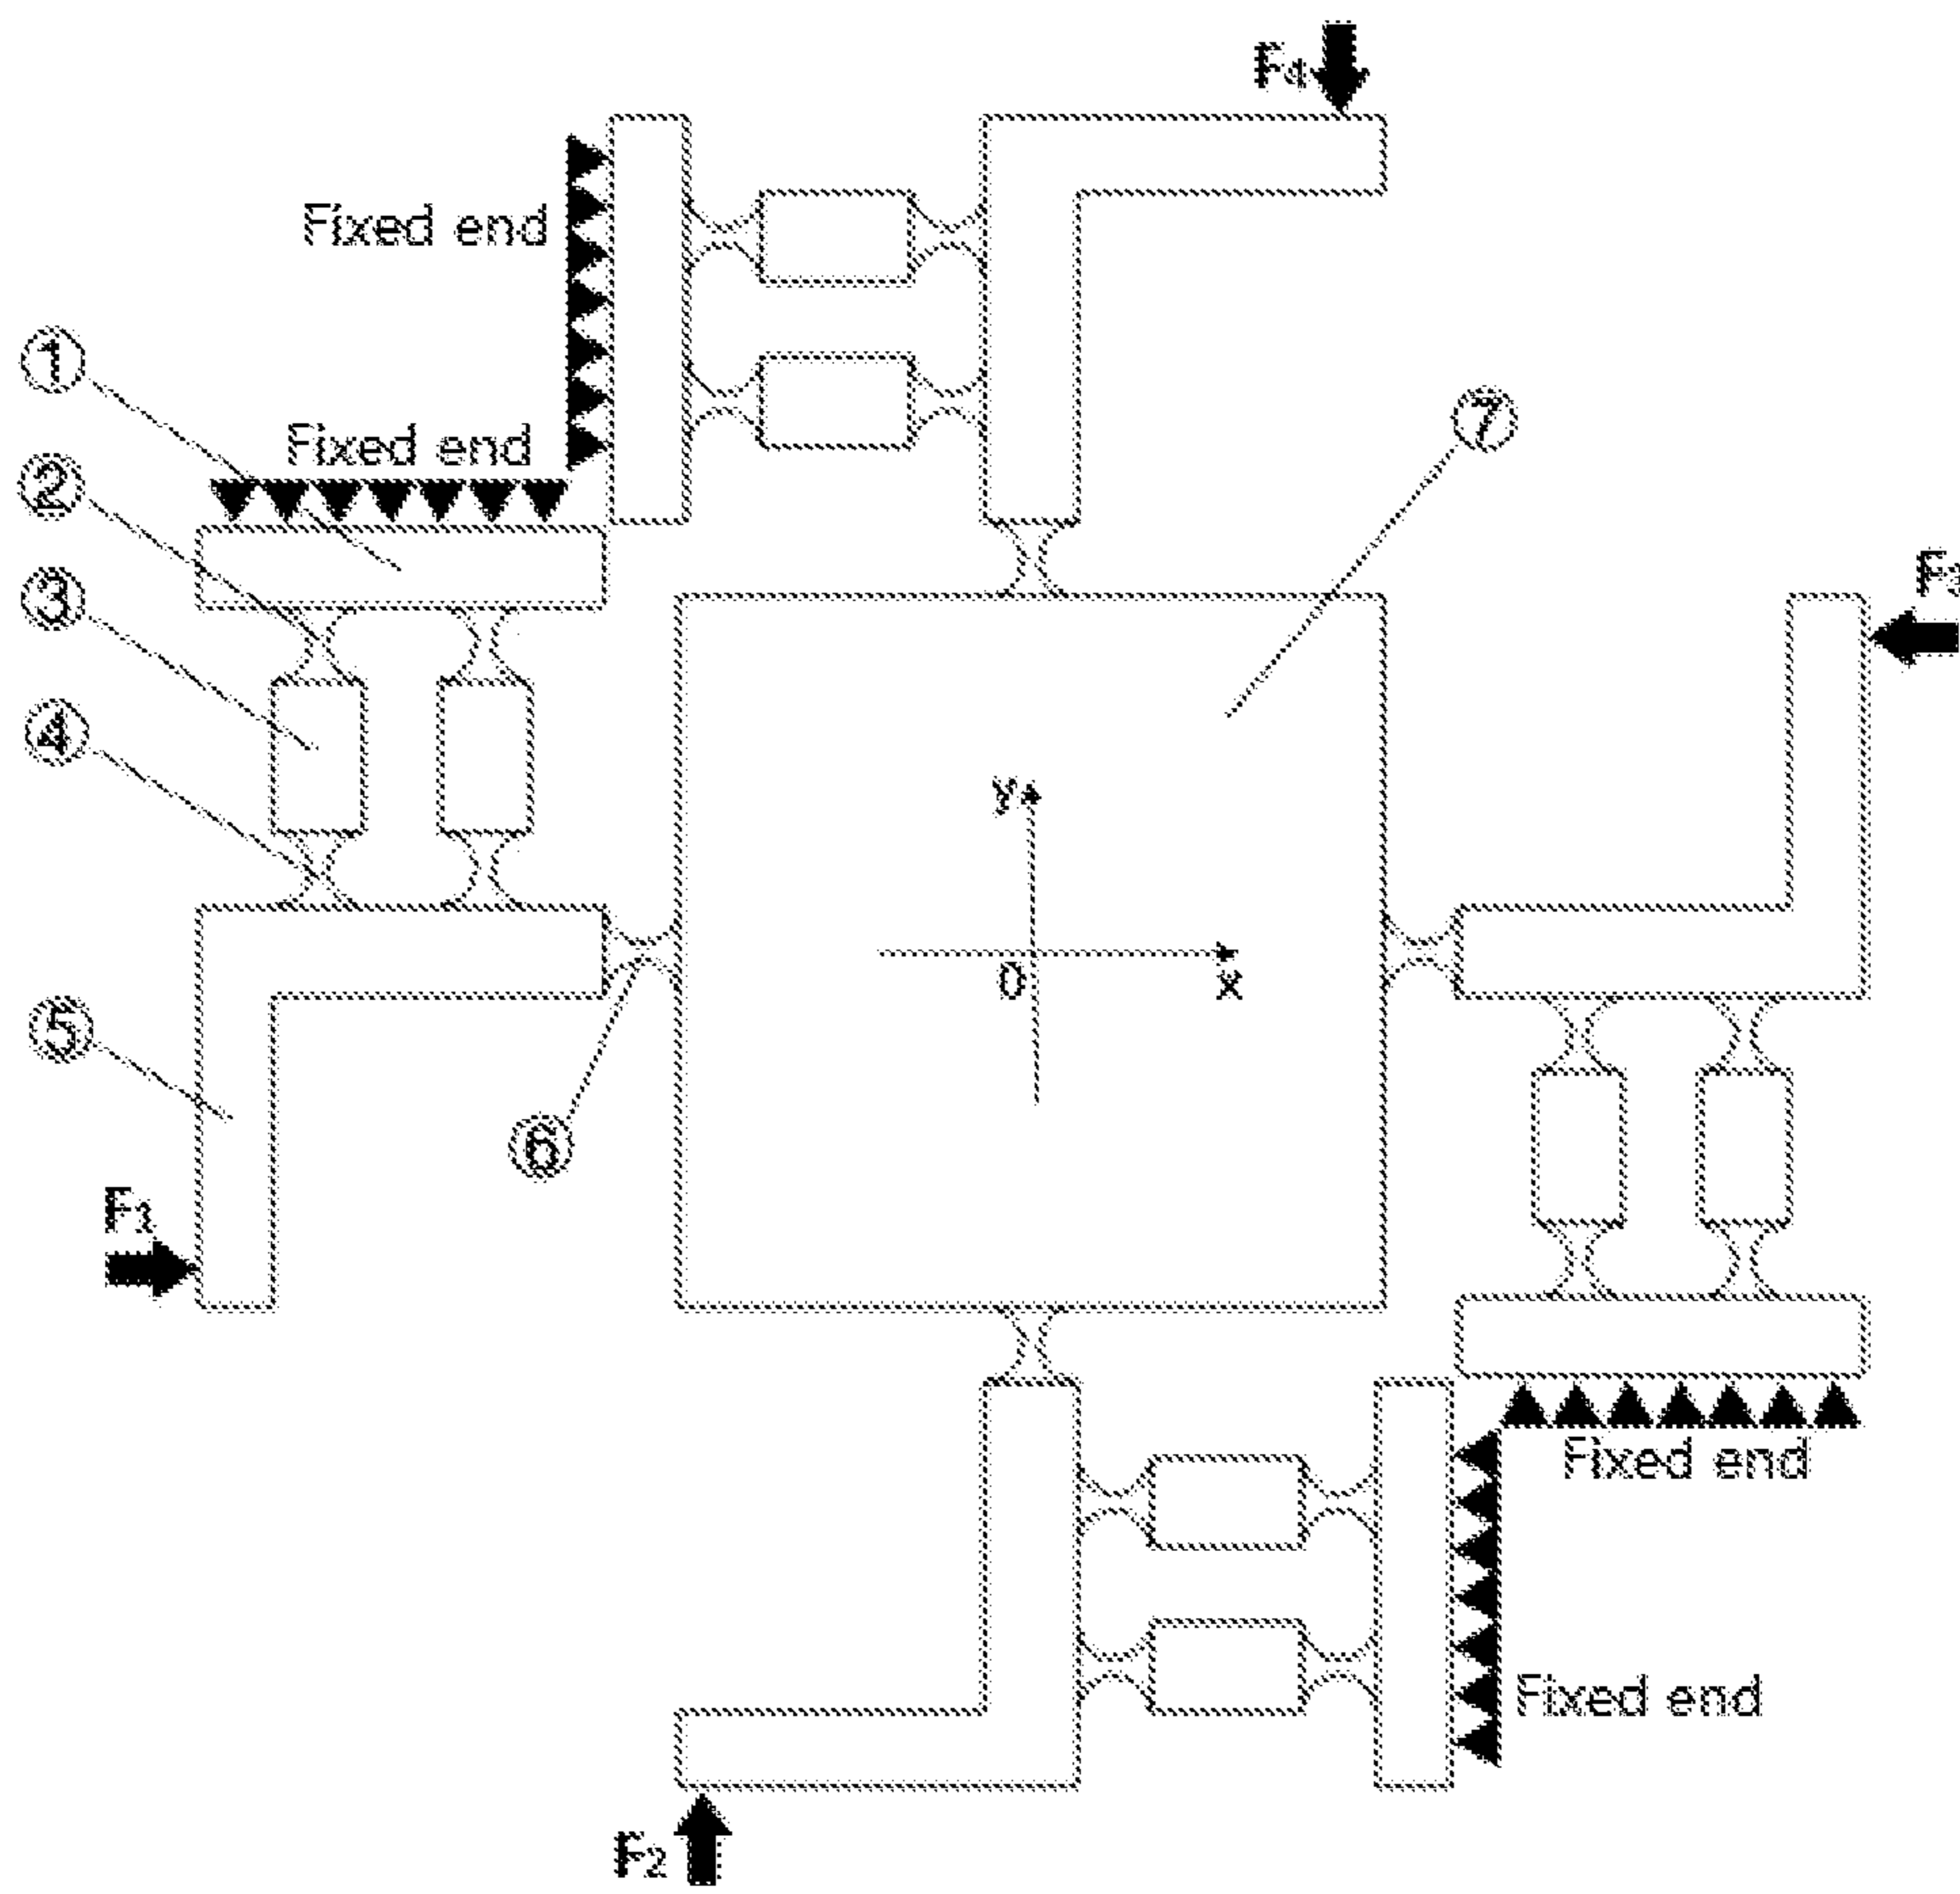 F4
Fixed end
①
Fixed end
⑦
②
③
F3
④
y
0
x
⑤
⑥
F1
Fixed end
Fixed end
F2